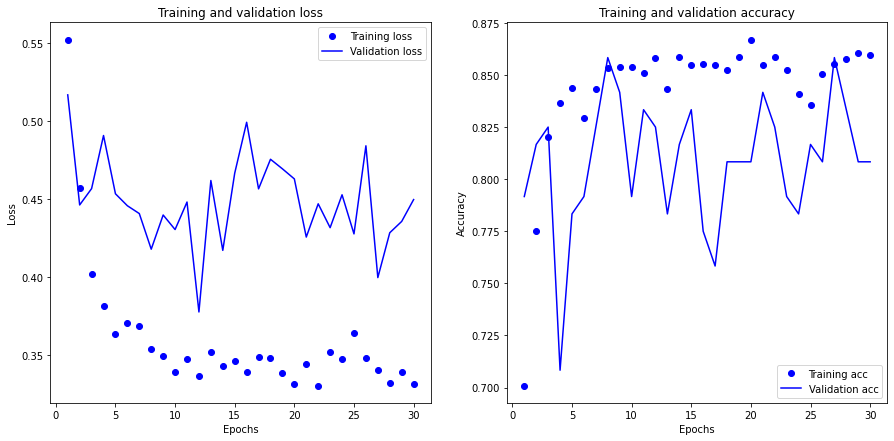 Training and validation loss
Training loss
Validation loss
0.55
0.50
0.45
0.40
0.35
Loss
0
5
10
15
20
25
30
Epochs
Training and validation accuracy
0.875
0.850
0.825
0.800
0.775
0.750
0.725
0.700
Accuracy
Training acc
Validation acc
0
5
10
15
20
25
30
Epochs